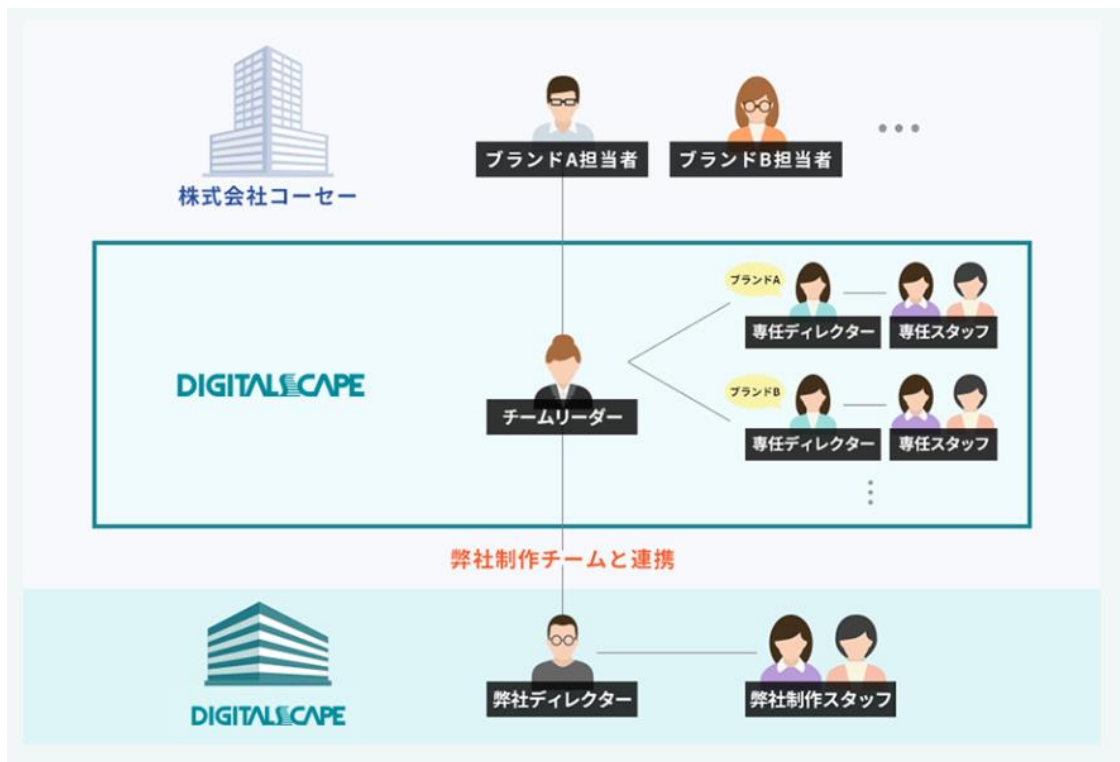 ブランドA担当者
ブランドB担当者
株式会社コーセー
ブランドA
専任ディレクター
専任スタッフ
DIGITALSCAPE
チームリーダー
ブランドB
専任ディレクター
専任スタッフ
弊社制作チームと連携
弊社ディレクター
弊社制作スタッフ
DIGITALSCAPE